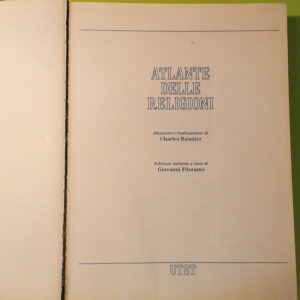 ATLANTE
DELLE
RELIGIONI
Ideazione e realizzazione di
Charles Baladier
Edizione italiana a cura di
Giovanni Filoramo
UTET